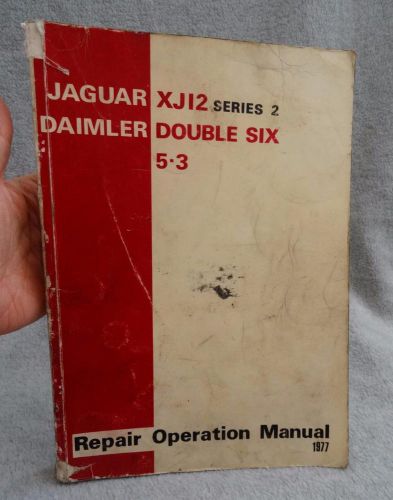 JAGUAR XJ12 SERIES 2
DAIMLER DOUBLE SIX
5·3
Repair Operation Manual
1977